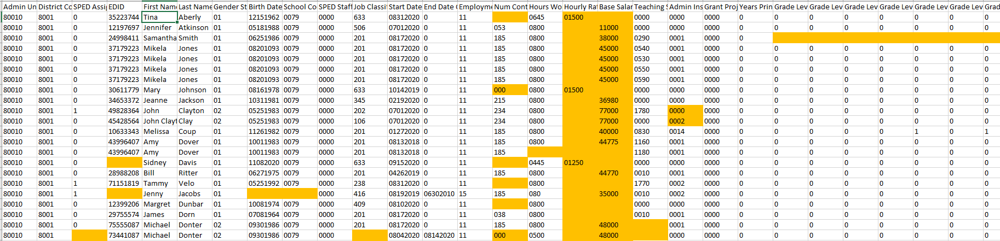 Admin Un District Co SPED Assig EDID First Nam Last Name Gender St Birth Date School Co SPED Staff Job Classi Start Date End Date Employm Num Cont Hours Wo Hourly Rat Base Salar Teaching S Admin Ins Grant Proj Years Prin Grade Lev Grade Lev Grade Lev Grade Lev Grade Lev Grade Lev Grad
80010 8001 0 35223744 Tina Aberly 01 12151962 0079 0000 633 08312020 0 11 0645 01500 0000 0000 0000 0 0 0 0 0 0 0 0
80010 8001 0 12197697 Jennifer Atkinson 01 05181988 0079 0000 506 07012020 0 11 053 0800 11000 0000 0000 0000 0 0 0 0 0 0 0 0
80010 8001 0 24998411 Samantha Smith 01 06251986 0079 0000 201 08172020 0 11 185 0800 38000 0290 0001 0000 0
80010 8001 0 37179223 Mikela Jones 01 08201093 0079 0000 201 08172020 0 11 185 0800 45000 0540 0001 0000 0 0 0 0 0 0 0 0
80010 8001 0 37179223 Mikela Jones 01 08201093 0079 0000 201 08172020 0 11 185 0800 45000 0530 0001 0000 0 0 0 0 0 0 0 0
80010 8001 0 37179223 Mikela Jones 01 08201093 0079 0000 201 08172020 0 11 185 0800 45000 0550 0001 0000 0 0 0 0 0 0 0 0
80010 8001 0 37179223 Mikela Jones 01 08201093 0079 0000 201 08172020 0 11 185 0800 45000 0590 0001 0000 0 0 0 0 0 0 0 0
80010 8001 0 30611779 Mary Johnson 01 08161978 0079 0000 633 10142019 0 11 000 0800 01500 0000 0000 0000 0 0 0 0 0 0 0 0
80010 8001 0 34653372 Jeanne Jackson 01 10311981 0079 0000 345 02192020 0 11 215 0800 36980 0000 0000 0000 0 0 0 0 0 0 0 0
80010 8001 1 49828364 John Clayton 02 05251983 0079 0000 202 07012020 0 11 234 0800 77000 1780 0000 0000 0 0 0 0 0 0 0 0
80010 8001 0 45428564 John Clayt Clay 02 05251983 0079 0000 106 07012020 0 11 234 0800 77000 0000 0002 0000 0 0 0 0 0 0 0 0
80010 8001 0 10633343 Melissa Coup 01 11261982 0079 0000 201 01272020 0 11 185 0800 40000 0830 0014 0000 0 0 0 0 0 1 0 1
80010 8001 0 43996407 Amy Dover 01 10011983 0079 0000 201 08132018 0 11 185 0800 44775 1160 0001 0000 0 0 0 0 0 0 0 0
80010 8001 0 43996407 Amy Dover 01 10011983 0079 0000 201 08132018 0 11 185 1180 0001 0000 0 0 0 0 0 0 0 0
80010 8001 0 Sidney Davis 01 11082020 0079 0000 633 09152020 0 11 0445 01250 0000 0000 0000 0 0 0 0 0 0 0 0
80010 8001 0 28988208 Bill Ritter 01 06271975 0079 0000 201 04262019 0 11 185 0800 44770 0010 0001 0000 0 0 0 0 0 0 0 0
80010 8001 1 71151819 Tammy Velo 01 05251992 0079 0000 238 08312020 0 11 0800 1770 0002 0000 0 0 0 0 0 0 0 0
80010 8001 1 Jenny Jacobs 01 0000 416 08192019 06302010 15 185 080 35000 0010 0002 0000 0 0 0 0 0 0 0 0
80010 8001 0 12399206 Margret Dunbar 01 10081974 0079 0000 409 08102020 0 11 0800 0000 0000 0000 0 0 0 0 0 0 0 0
80010 8001 0 29755574 James Dorn 01 07081964 0079 0000 201 08172020 0 11 038 0800 0010 0001 0000 0 0 0 0 0 0 0 0
80010 8001 0 75555087 Michael Donter 02 09301986 0079 0000 201 08172020 0 11 185 0800 48000 0001 0000 0 0 0 0 0 0 0 0
80010 8001 73441087 Michael Donter 02 09301986 0079 0000 08042020 08142020 11 000 0500 48000 0000 0000 0 0 0 0 0 0 0 0